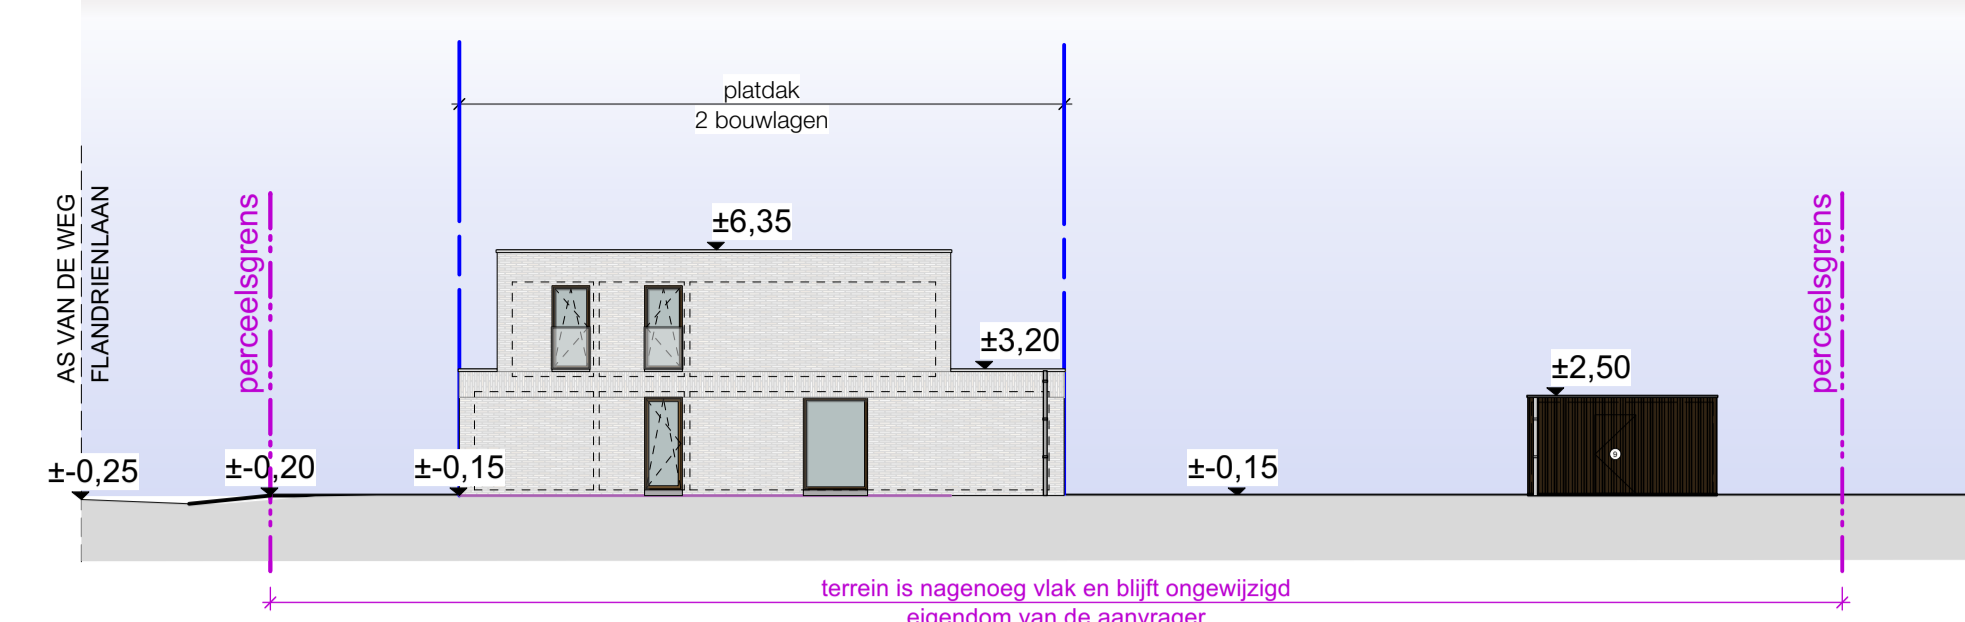 platdak
2 bouwlagen
AS VAN DE WEG
FLANDRIENLAAN
perceelsgrens
perceelsgrens
±6,35
±3,20
±2,50
±-0,25
±-0,20
±-0,15
±-0,15
9
terrein is nagenoeg vlak en blijft ongewijzigd
eigendom van de aanvrager